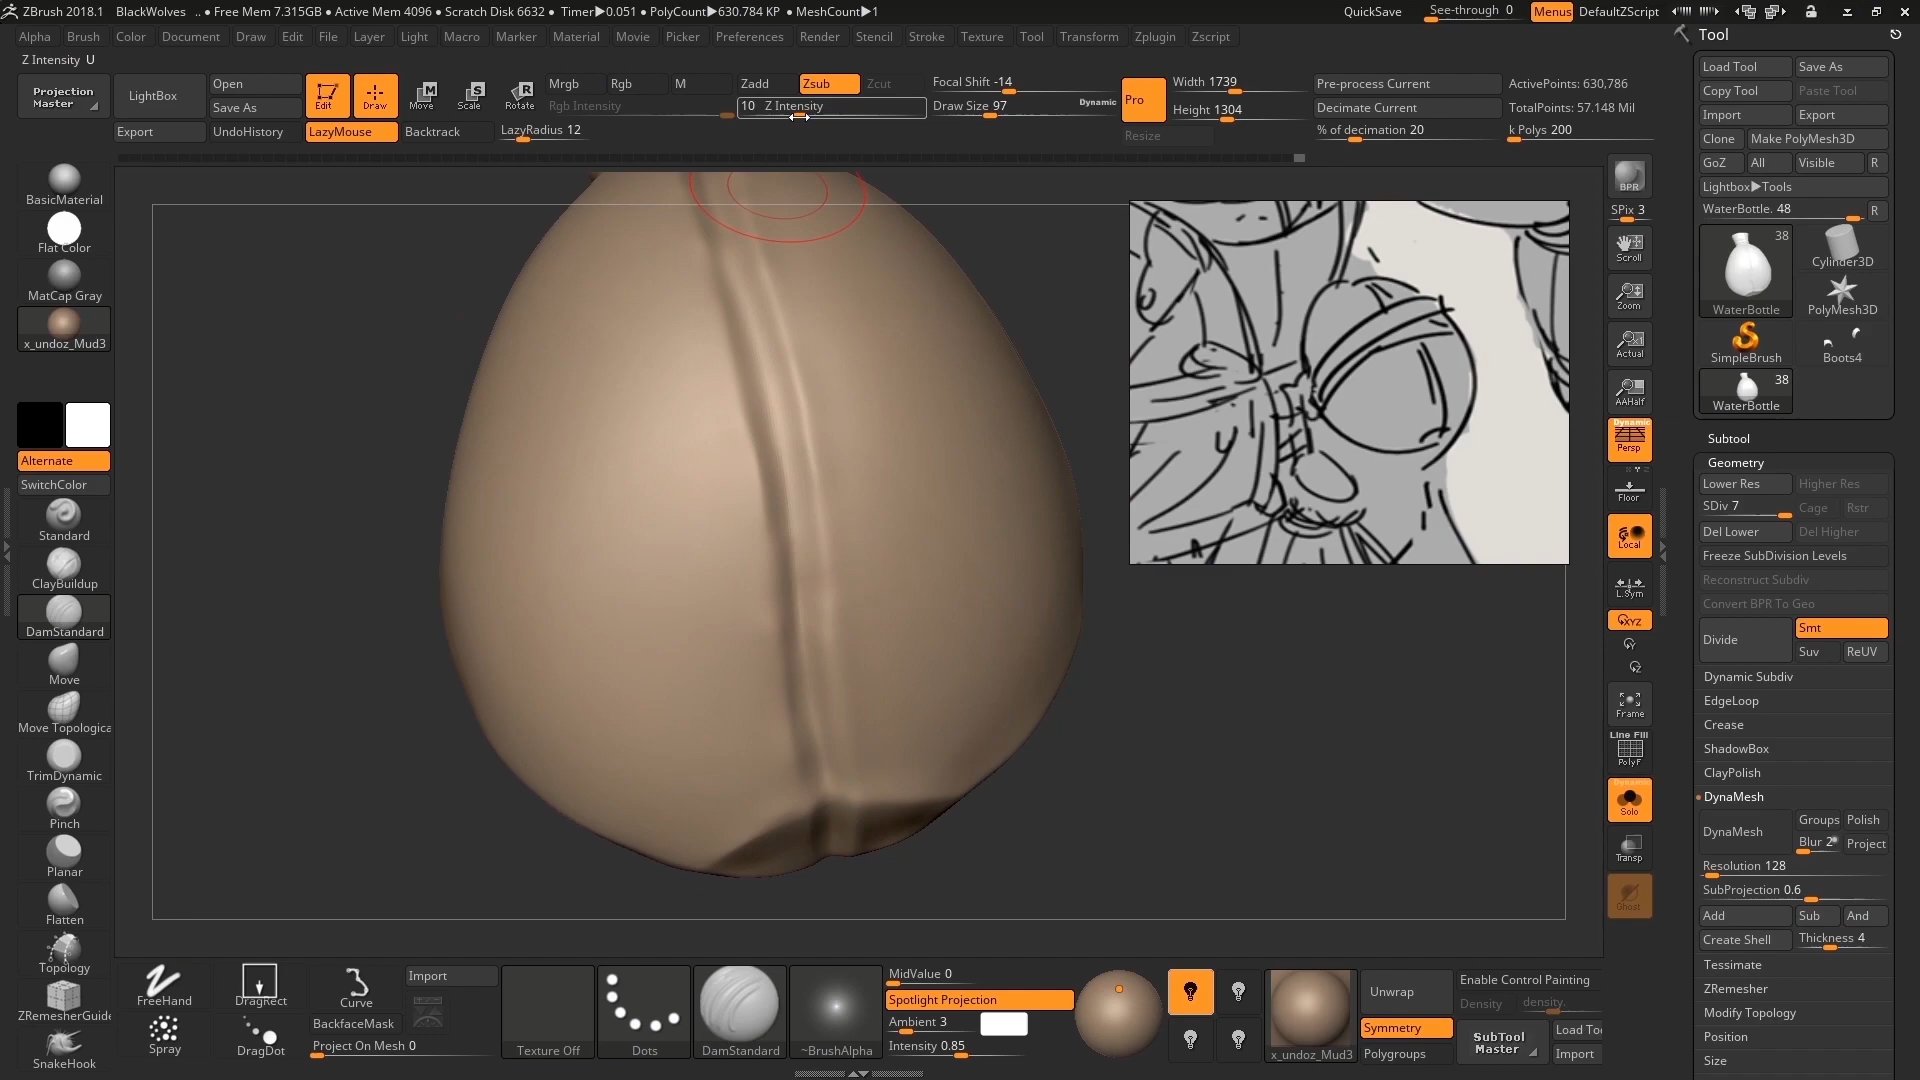 ZBrush 2018.1 BlackWolves .. ● Free Mem 7.315GB ● Active Mem 4096 ● Scratch Disk 6632 ● Timer▶0.051 ● PolyCount▶630.784 KP ● MeshCount▶1 QuickSave See-through 0 Menus DefaultZScript
Alpha Brush Color Document Draw Edit File Layer Light Macro Marker Material Movie Picker Preferences Render Stencil Stroke Texture Tool Transform Zplugin Zscript
Tool
Z Intensity U
Projection Master
LightBox
Open
Save As
Edit
Draw
Move
Scale
Rotate
Mrgb Rgb M
Rgb Intensity
Zadd Zsub Zcut
10 Z Intensity
Focal Shift -14
Draw Size 97 Dynamic
Pro
Width 1739
Height 1304
Resize
Pre-process Current
Decimate Current
% of decimation 20
ActivePoints: 630,786
TotalPoints: 57.148 Mil
k Polys 200
Export UndoHistory LazyMouse Backtrack LazyRadius 12
BasicMaterial
Flat Color
MatCap Gray
x_undoz_Mud3
Alternate
SwitchColor
Standard
ClayBuildup
DamStandard
Move
Move Topologica
TrimDynamic
Pinch
Planar
Flatten
Topology
ZRemesherGuide
SnakeHook
BPR
SPix 3
Scroll
Zoom
Actual
AAHalf
Dynamic
Persp
Floor
Local
L.Sym
XYZ
Y
Z
Frame
Line Fill
PolyF
Dynamic
Solo
Transp
Ghost
Load Tool Save As
Copy Tool Paste Tool
Import Export
Clone Make PolyMesh3D
GoZ All Visible R
Lightbox▶Tools
WaterBottle. 48 R
38
WaterBottle
Cylinder3D
PolyMesh3D
SimpleBrush
Boots4
38
WaterBottle
Subtool
Geometry
Lower Res Higher Res
SDiv 7 Cage Rstr
Del Lower Del Higher
Freeze SubDivision Levels
Reconstruct Subdiv
Convert BPR To Geo
Divide Smt
Suv ReUV
Dynamic Subdiv
EdgeLoop
Crease
ShadowBox
ClayPolish
DynaMesh
DynaMesh Groups Polish
Blur 2 Project
Resolution 128
SubProjection 0.6
Add Sub And
Create Shell Thickness 4
Tessimate
ZRemesher
Modify Topology
Position
Size
FreeHand
DragRect
Curve
Import
BackfaceMask
Spray
DragDot
Project On Mesh 0
Texture Off
Dots
DamStandard
~BrushAlpha
MidValue 0
Spotlight Projection
Ambient 3
Intensity 0.85
x_undoz_Mud3
Unwrap
Symmetry
Polygroups
Enable Control Painting
Density density.
SubTool Master
Load Too
Import